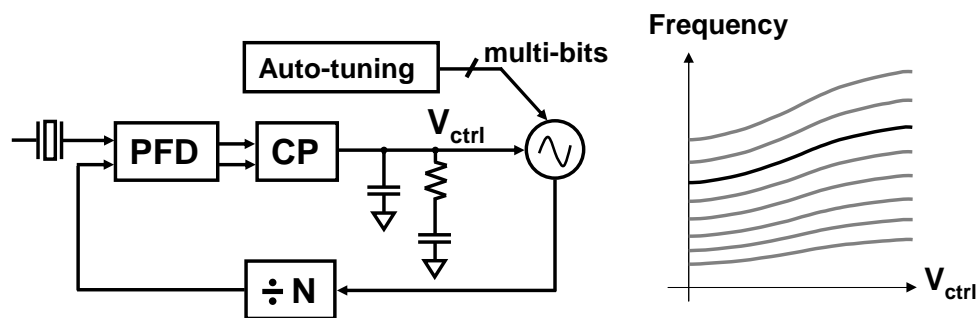 Frequency
multi-bits
Auto-tuning
Vctrl
PFD
CP
÷ N
Vctrl